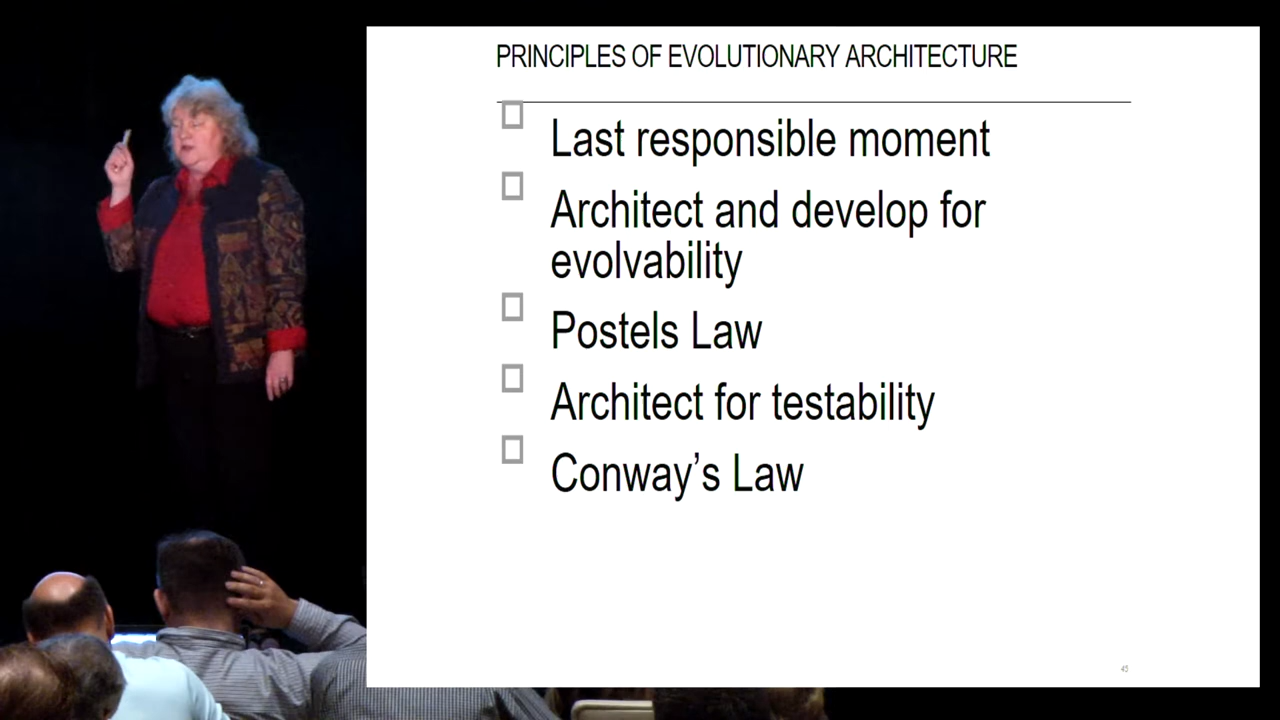 PRINCIPLES OF EVOLUTIONARY ARCHITECTURE
Last responsible moment
Architect and develop for
evolvability
Postels Law
Architect for testability
Conway’s Law
45